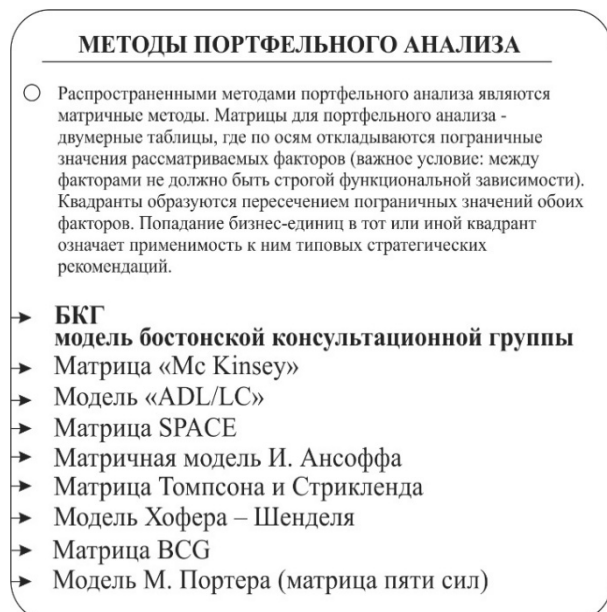 МЕТОДЫ ПОРТФЕЛЬНОГО АНАЛИЗА
Распространенными методами портфельного анализа являются
матричные методы. Матрицы для портфельного анализа -
двумерные таблицы, где по осям откладываются пограничные
значения рассматриваемых факторов (важное условие: между
факторами не должно быть строгой функциональной зависимости).
Квадранты образуются пересечением пограничных значений обоих
факторов. Попадание бизнес-единиц в тот или иной квадрант
означает применимость к ним типовых стратегических
рекомендаций.
БКГ
модель бостонской консультационной группы
Матрица «Mc Kinsey»
Модель «ADL/LC»
Матрица SPACE
Матричная модель И. Ансоффа
Матрица Томпсона и Стрикленда
Модель Хофера – Шенделя
Матрица BCG
Модель М. Портера (матрица пяти сил)